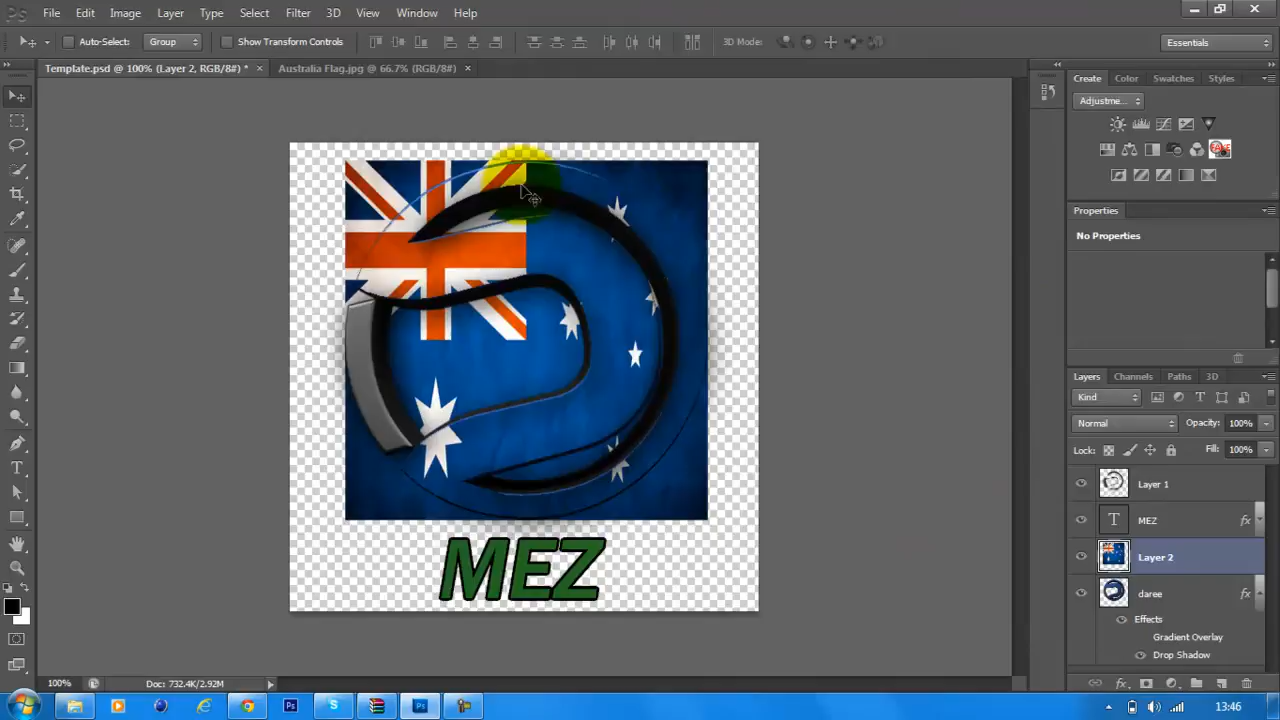 Ps File Edit Image Layer Type Select Filter 3D View Window Help
Auto-Select: Group Show Transform Controls 3D Mode: Essentials
Template.psd @ 100% (Layer 2, RGB/8#) * × Australia Flag.jpg @ 66.7% (RGB/8#) ×
Create Color Swatches Styles
Adjustme...
Properties
No Properties
Layers Channels Paths 3D
Kind
Normal Opacity: 100%
Lock: Fill: 100%
Layer 1
T MEZ fx
Layer 2
daree fx
Effects
Gradient Overlay
Drop Shadow
MEZ
100% Doc: 732.4K/2.92M
13:46